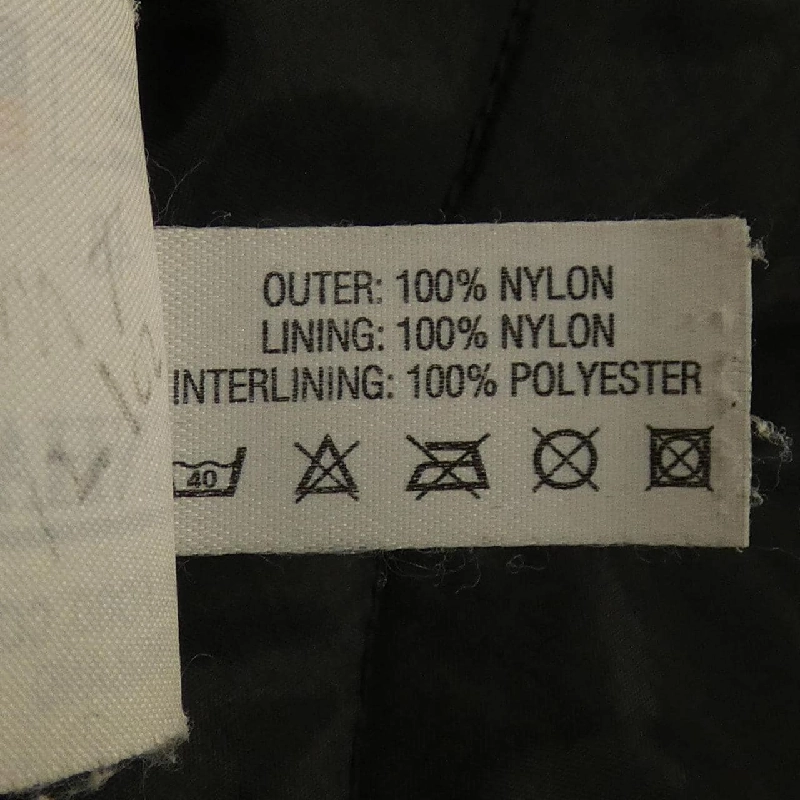 OUTER: 100% NYLON
LINING: 100% NYLON
INTERLINING: 100% POLYESTER
40